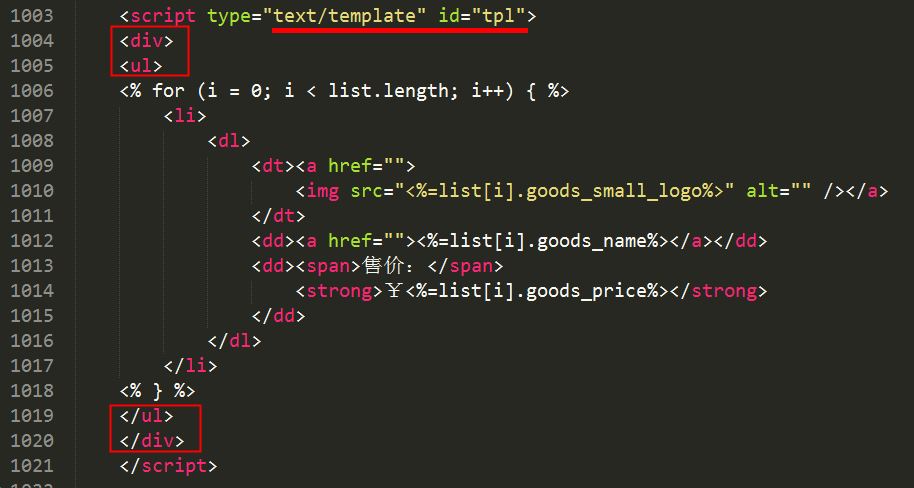 1003 <script type="text/template" id="tpl">
1004 <div>
1005 <ul>
1006 <% for (i = 0; i < list.length; i++) { %>
1007 <li>
1008 <dl>
1009 <dt><a href="">
1010 <img src="<%=list[i].goods_small_logo%>" alt="" /></a>
1011 </dt>
1012 <dd><a href=""><%=list[i].goods_name%></a></dd>
1013 <dd><span>售价：</span>
1014 <strong>￥<%=list[i].goods_price%></strong>
1015 </dd>
1016 </dl>
1017 </li>
1018 <% } %>
1019 </ul>
1020 </div>
1021 </script>